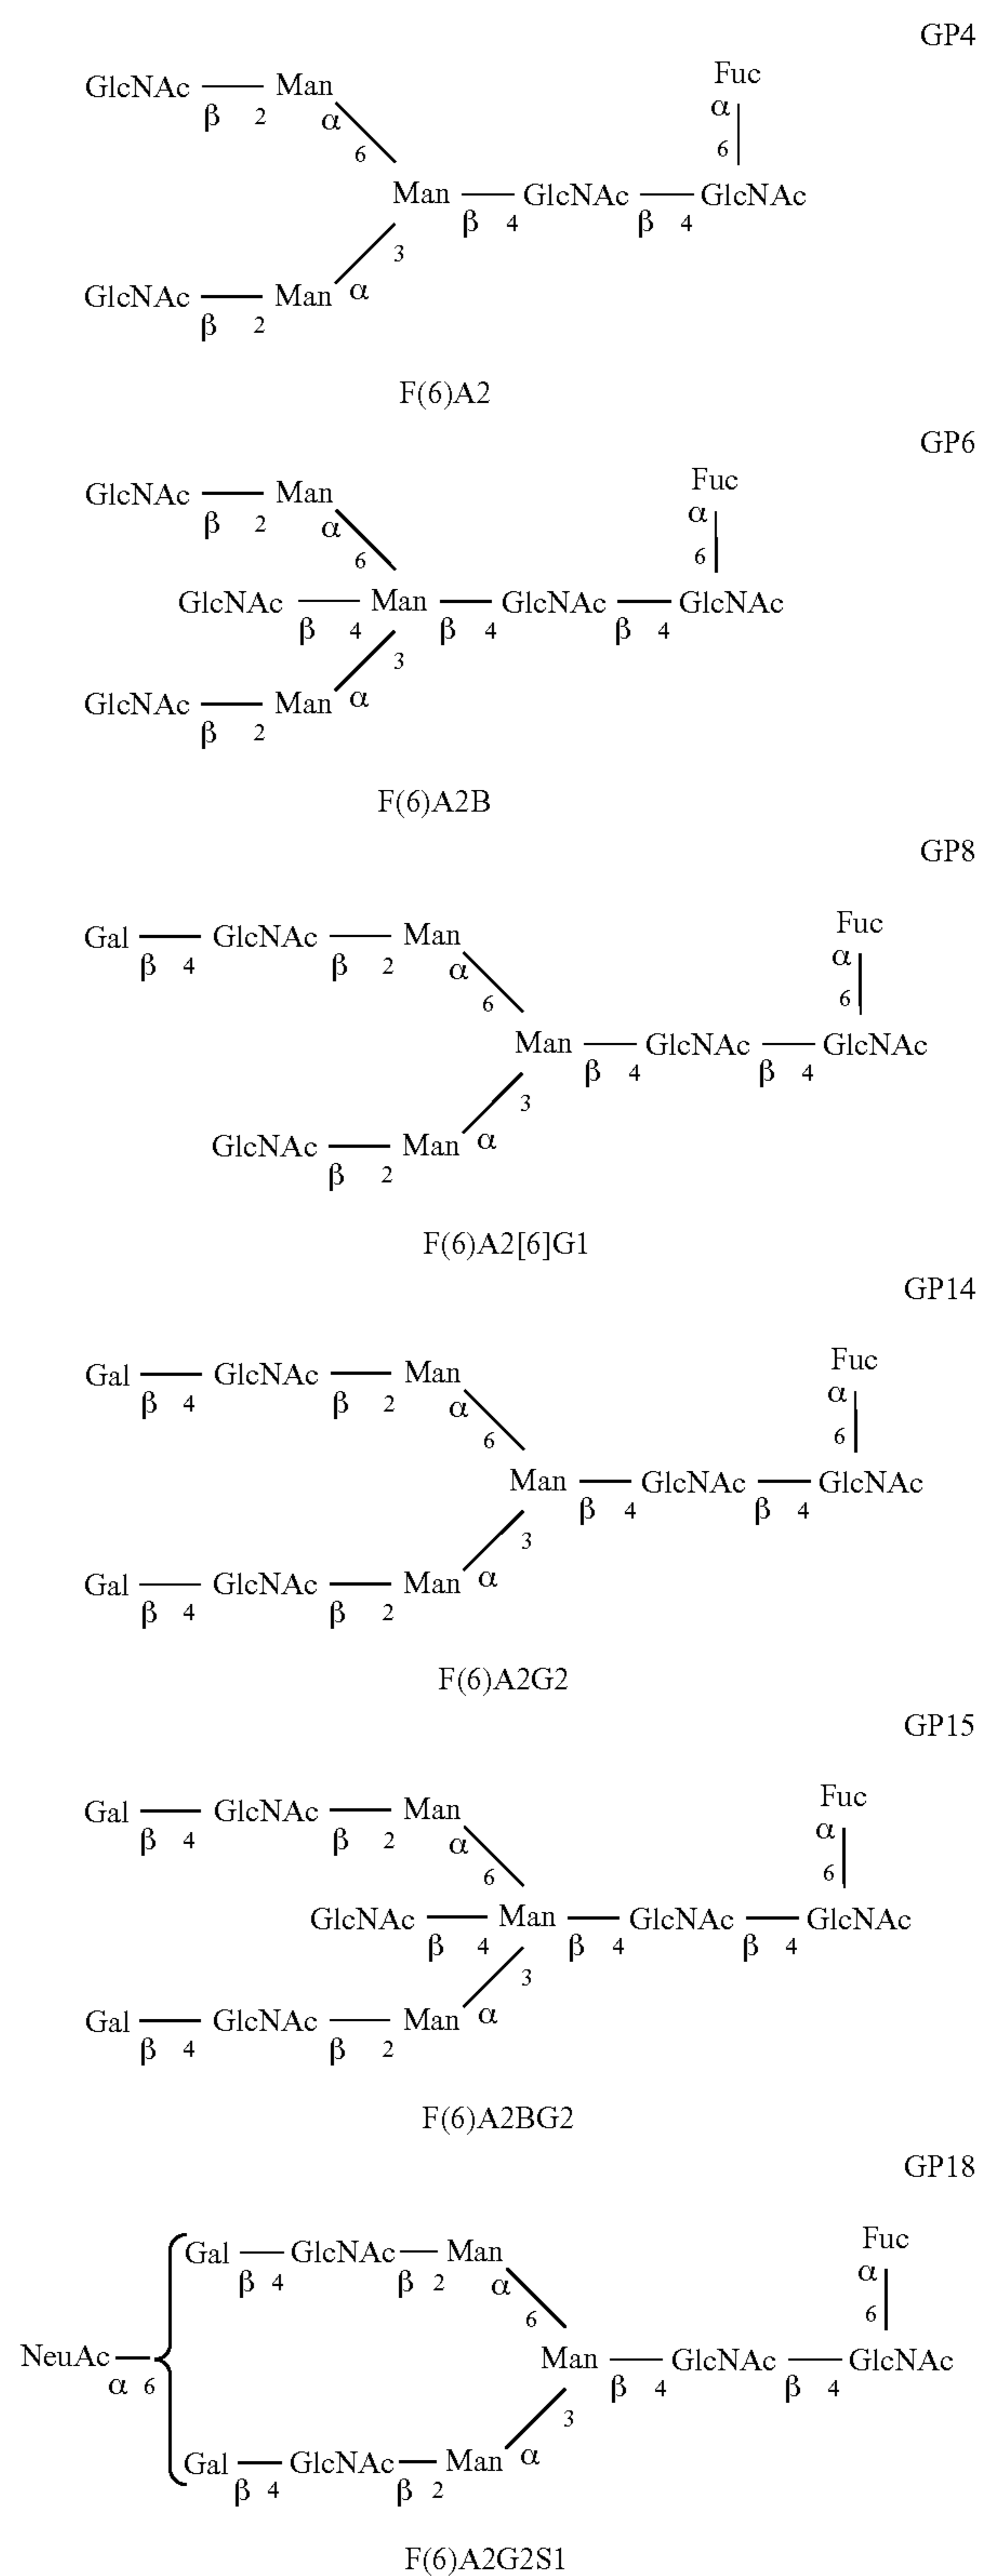 GP4
Fuc
GlcNAc Man α
β 2 α
6 6
Man GlcNAc GlcNAc
β 4 β 4
3
GlcNAc Man α
β 2
F(6)A2
GP6
Fuc
GlcNAc Man α
β 2 α
6 6
GlcNAc Man GlcNAc GlcNAc
β 4 β 4 β 4
3
GlcNAc Man α
β 2
F(6)A2B
GP8
Fuc
Gal GlcNAc Man α
β 4 β 2 α
6 6
Man GlcNAc GlcNAc
β 4 β 4
3
GlcNAc Man α
β 2
F(6)A2[6]G1
GP14
Fuc
Gal GlcNAc Man α
β 4 β 2 α
6 6
Man GlcNAc GlcNAc
β 4 β 4
3
Gal GlcNAc Man α
β 4 β 2
F(6)A2G2
GP15
Fuc
Gal GlcNAc Man α
β 4 β 2 α
6 6
GlcNAc Man GlcNAc GlcNAc
β 4 β 4 β 4
3
Gal GlcNAc Man α
β 4 β 2
F(6)A2BG2
GP18
Fuc
Gal GlcNAc Man α
β 4 β 2 α
6 6
NeuAc Man GlcNAc GlcNAc
α 6 β 4 β 4
3
Gal GlcNAc Man α
β 4 β 2
F(6)A2G2S1